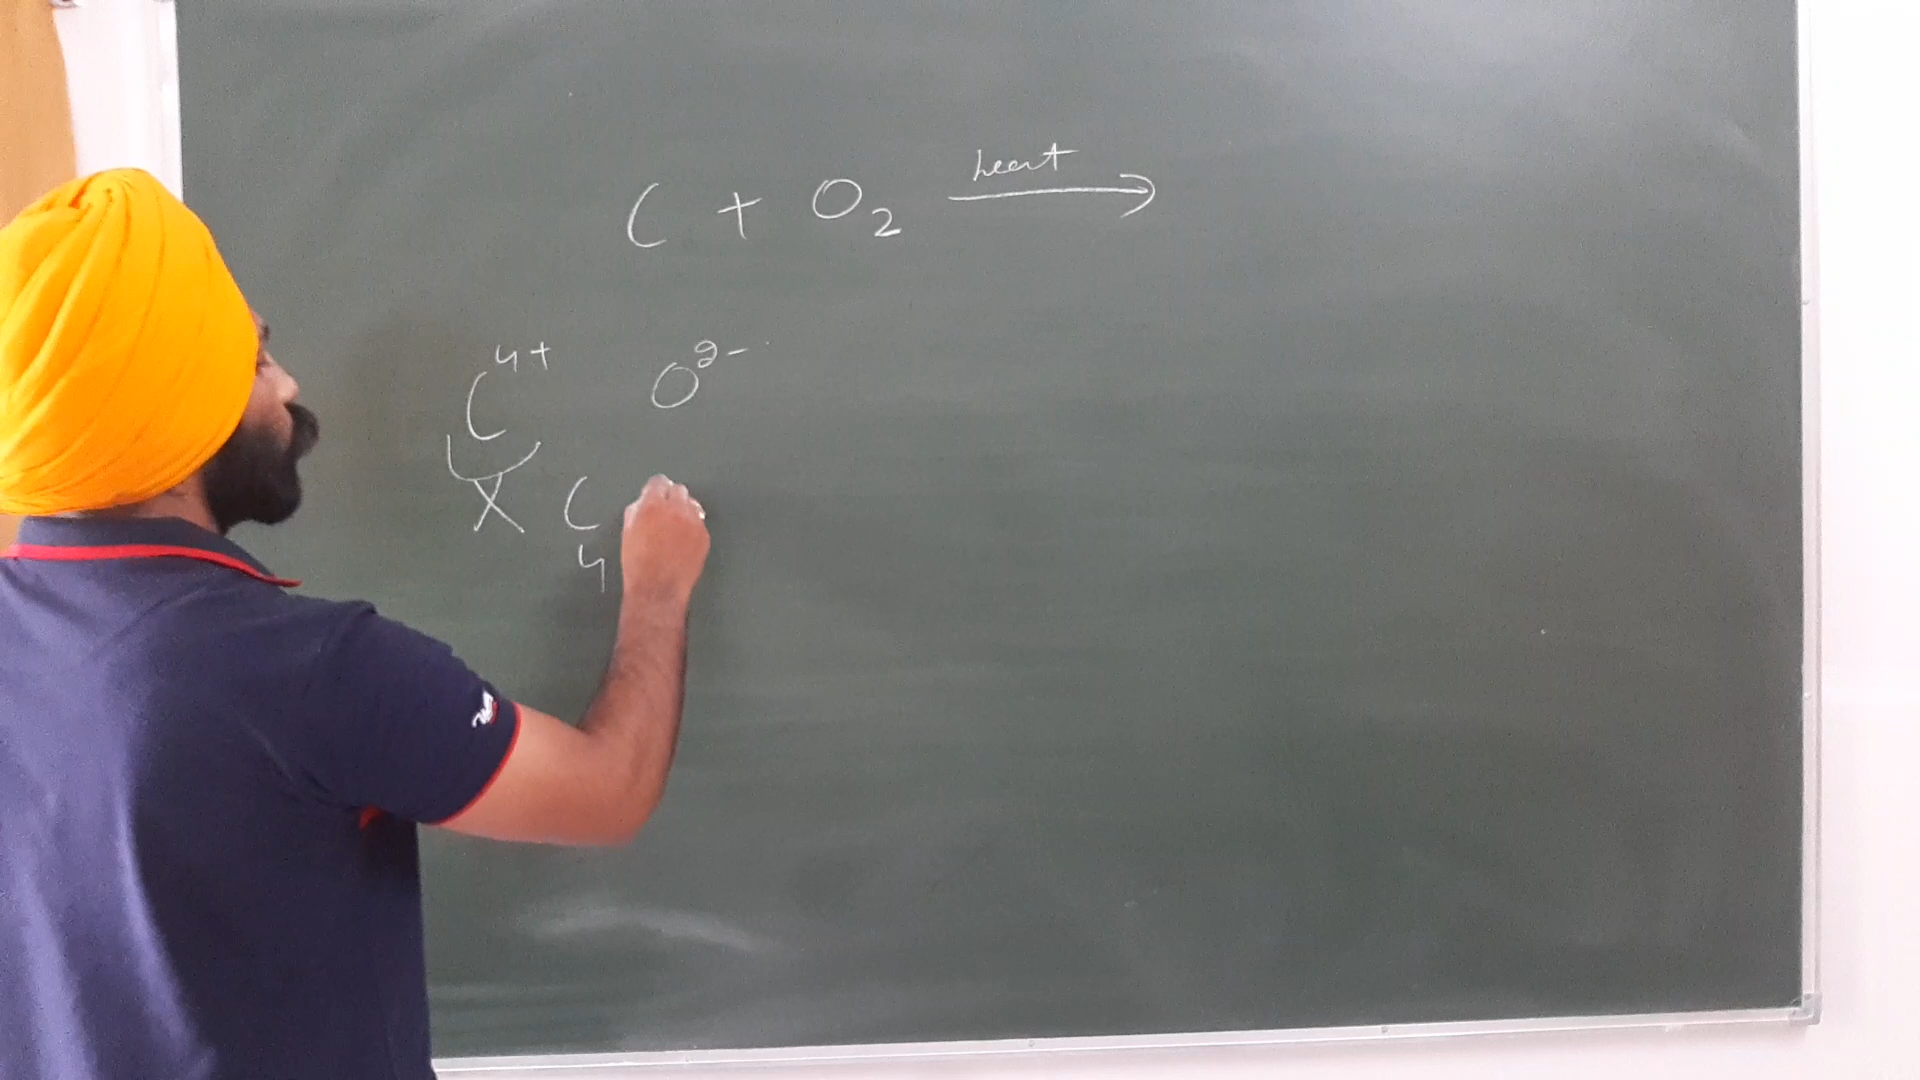 heat
C + O₂ →
C⁴⁺ O²⁻
X C
4